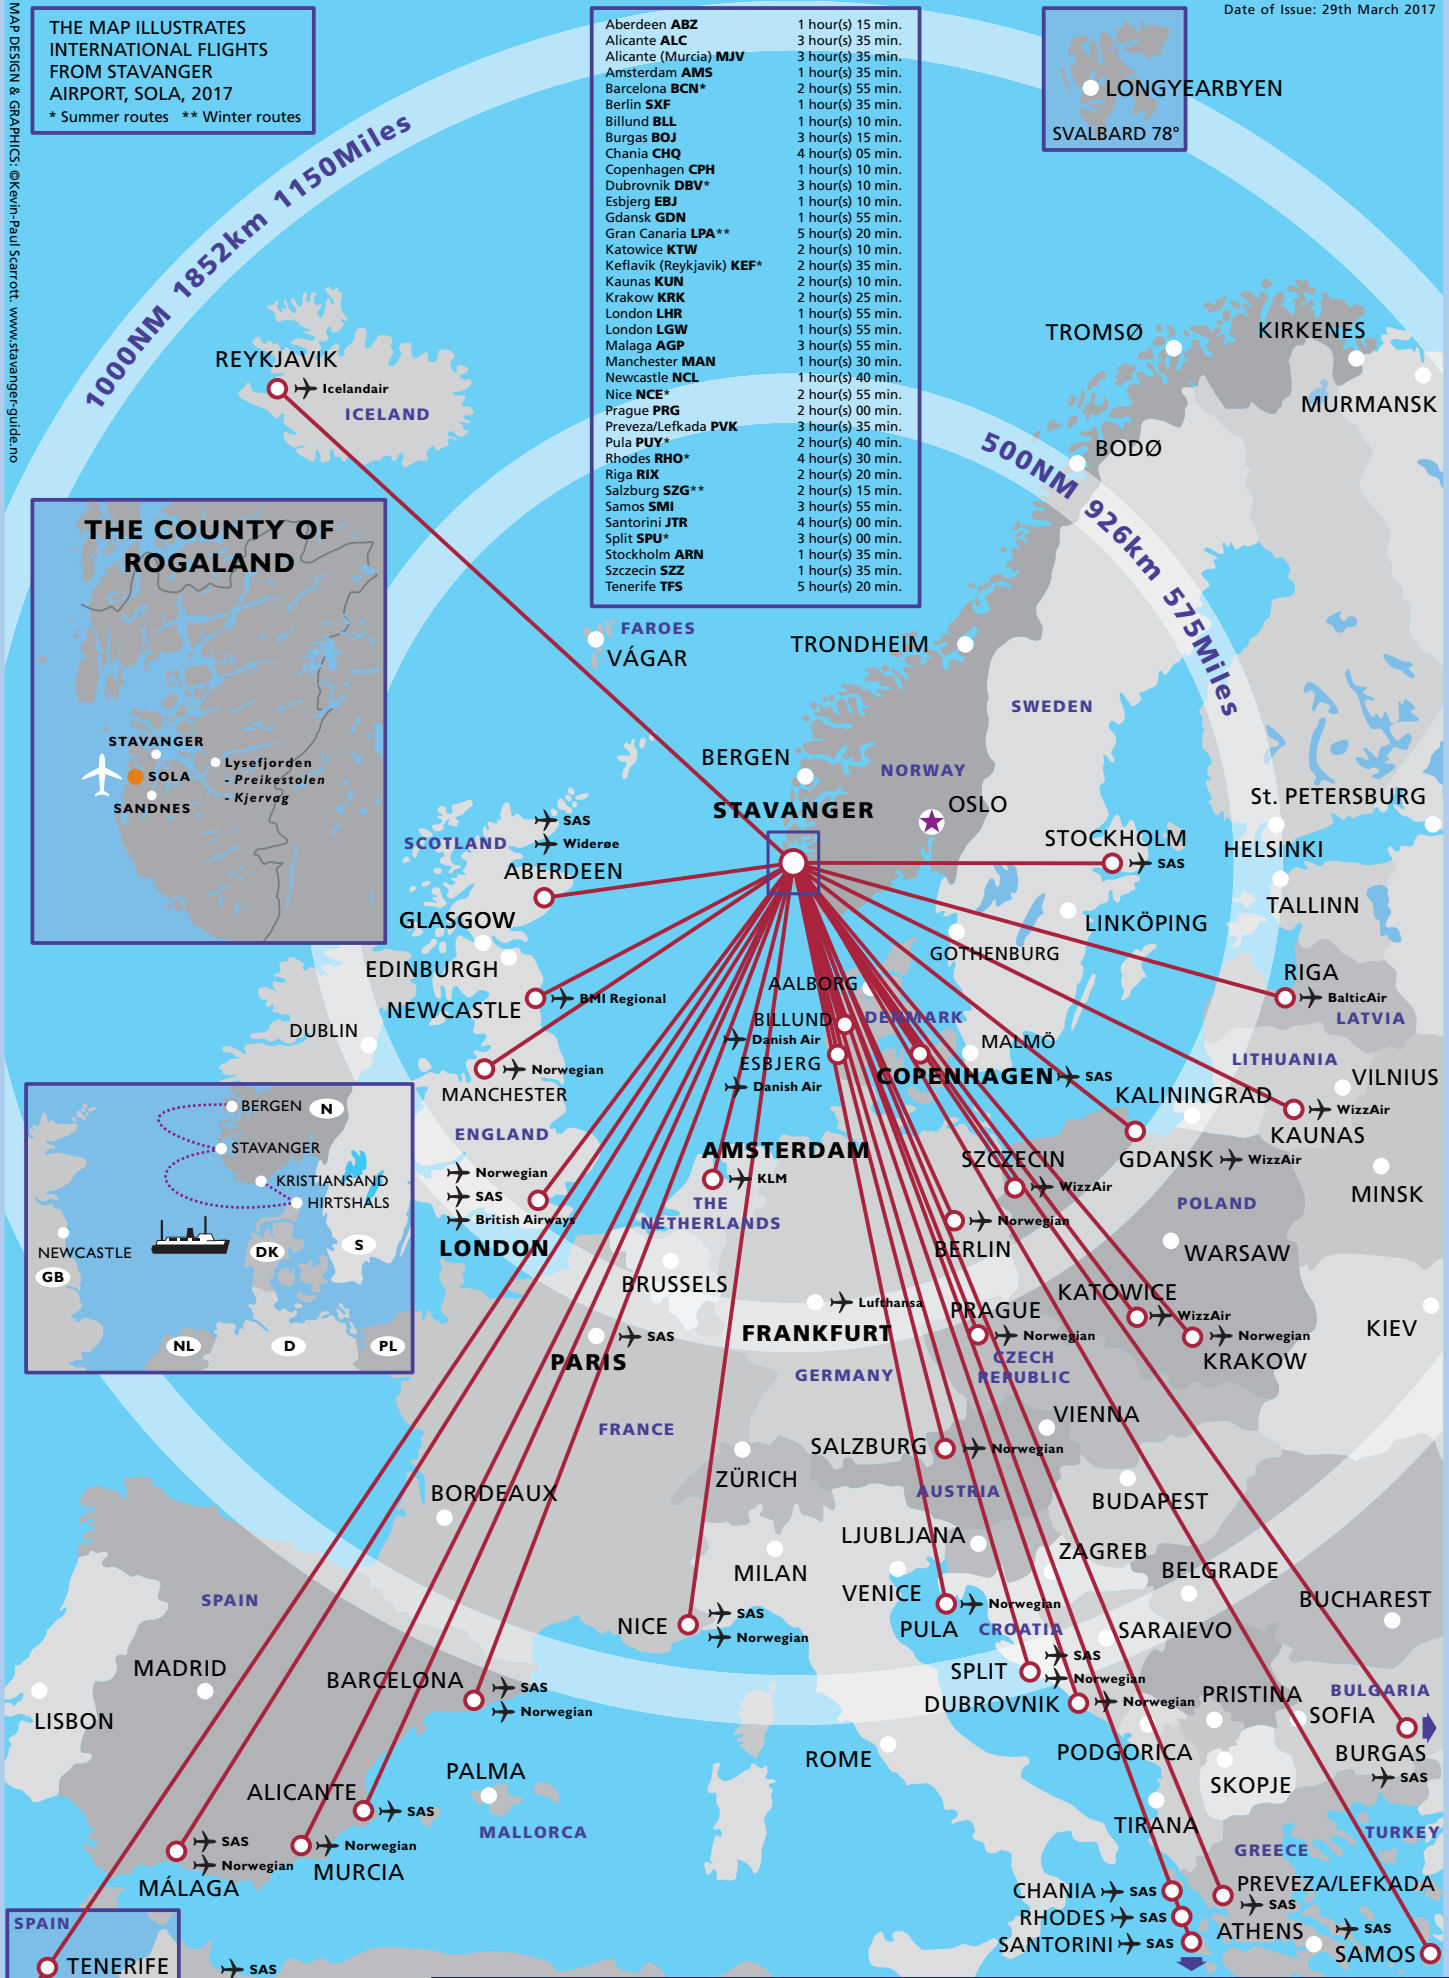 MAP DESIGN & GRAPHICS: ©Kevin-Paul Scarrott. www.stavanger-guide.no
THE MAP ILLUSTRATES
INTERNATIONAL FLIGHTS
FROM STAVANGER
AIRPORT, SOLA, 2017
* Summer routes ** Winter routes
Date of Issue: 29th March 2017
Aberdeen ABZ 1 hour(s) 15 min.
Alicante ALC 3 hour(s) 35 min.
Alicante (Murcia) MJV 3 hour(s) 35 min.
Amsterdam AMS 1 hour(s) 35 min.
Barcelona BCN* 2 hour(s) 55 min.
Berlin SXF 1 hour(s) 35 min.
Billund BLL 1 hour(s) 10 min.
Burgas BOJ 3 hour(s) 15 min.
Chania CHQ 4 hour(s) 05 min.
Copenhagen CPH 1 hour(s) 10 min.
Dubrovnik DBV* 3 hour(s) 10 min.
Esbjerg EBJ 1 hour(s) 10 min.
Gdansk GDN 1 hour(s) 55 min.
Gran Canaria LPA** 5 hour(s) 20 min.
Katowice KTW 2 hour(s) 10 min.
Keflavik (Reykjavik) KEF* 2 hour(s) 35 min.
Kaunas KUN 2 hour(s) 10 min.
Krakow KRK 2 hour(s) 25 min.
London LHR 1 hour(s) 55 min.
London LGW 1 hour(s) 55 min.
Malaga AGP 3 hour(s) 55 min.
Manchester MAN 1 hour(s) 30 min.
Newcastle NCL 1 hour(s) 40 min.
Nice NCE* 2 hour(s) 55 min.
Prague PRG 2 hour(s) 00 min.
Preveza/Lefkada PVK 3 hour(s) 35 min.
Pula PUY* 2 hour(s) 40 min.
Rhodes RHO* 4 hour(s) 30 min.
Riga RIX 2 hour(s) 20 min.
Salzburg SZG** 2 hour(s) 15 min.
Samos SMI 3 hour(s) 55 min.
Santorini JTR 4 hour(s) 00 min.
Split SPU* 3 hour(s) 00 min.
Stockholm ARN 1 hour(s) 35 min.
Szczecin SZZ 1 hour(s) 35 min.
Tenerife TFS 5 hour(s) 20 min.
LONGYEARBYEN
SVALBARD 78°
1000NM 1852km 1150Miles
500NM 926km 575Miles
REYKJAVIK
Icelandair
ICELAND
TROMSØ
KIRKENES
MURMANSK
BODØ
THE COUNTY OF
ROGALAND
STAVANGER
SOLA
SANDNES
Lysefjorden
- Preikestolen
- Kjervag
FAROES
VÁGAR
TRONDHEIM
SWEDEN
BERGEN
NORWAY
STAVANGER
OSLO
St. PETERSBURG
STOCKHOLM
SAS
HELSINKI
TALLINN
SCOTLAND
SAS
Widerøe
ABERDEEN
GLASGOW
EDINBURGH
NEWCASTLE
BMI Regional
DUBLIN
Norwegian
MANCHESTER
LINKÖPING
GOTHENBURG
AALBORG
BILLUND
Danish Air
DENMARK
ESBJERG
Danish Air
MALMÖ
COPENHAGEN
SAS
RIGA
BalticAir
LATVIA
LITHUANIA
VILNIUS
KALININGRAD
WizzAir
KAUNAS
GDANSK
WizzAir
MINSK
BERGEN
N
STAVANGER
KRISTIANSAND
HIRTSHALS
NEWCASTLE
GB
DK
S
NL
D
PL
ENGLAND
Norwegian
SAS
British Airways
LONDON
AMSTERDAM
KLM
THE
NETHERLANDS
BRUSSELS
SZCZECIN
WizzAir
Norwegian
BERLIN
POLAND
WARSAW
Lufthansa
FRANKFURT
GERMANY
PRAGUE
Norwegian
CZECH
REPUBLIC
KATOWICE
WizzAir
Norwegian
KRAKOW
KIEV
SAS
PARIS
FRANCE
BORDEAUX
ZÜRICH
MILAN
VIENNA
SALZBURG
Norwegian
AUSTRIA
BUDAPEST
LJUBLJANA
ZAGREB
BELGRADE
VENICE
Norwegian
PULA
CROATIA
BUCHAREST
SARAIEVO
SPAIN
MADRID
LISBON
NICE
SAS
Norwegian
BARCELONA
SAS
Norwegian
SPLIT
SAS
Norwegian
DUBROVNIK
Norwegian
PRISTINA
BULGARIA
SOFIA
BURGAS
SAS
ROME
PODGORICA
SKOPJE
TIRANA
PALMA
MALLORCA
ALICANTE
SAS
SAS
Norwegian
MÁLAGA
Norwegian
MURCIA
GREECE
TURKEY
CHANIA
SAS
RHODES
SAS
SANTORINI
SAS
PREVEZA/LEFKADA
SAS
ATHENS
SAS
SAMOS
SPAIN
TENERIFE
SAS